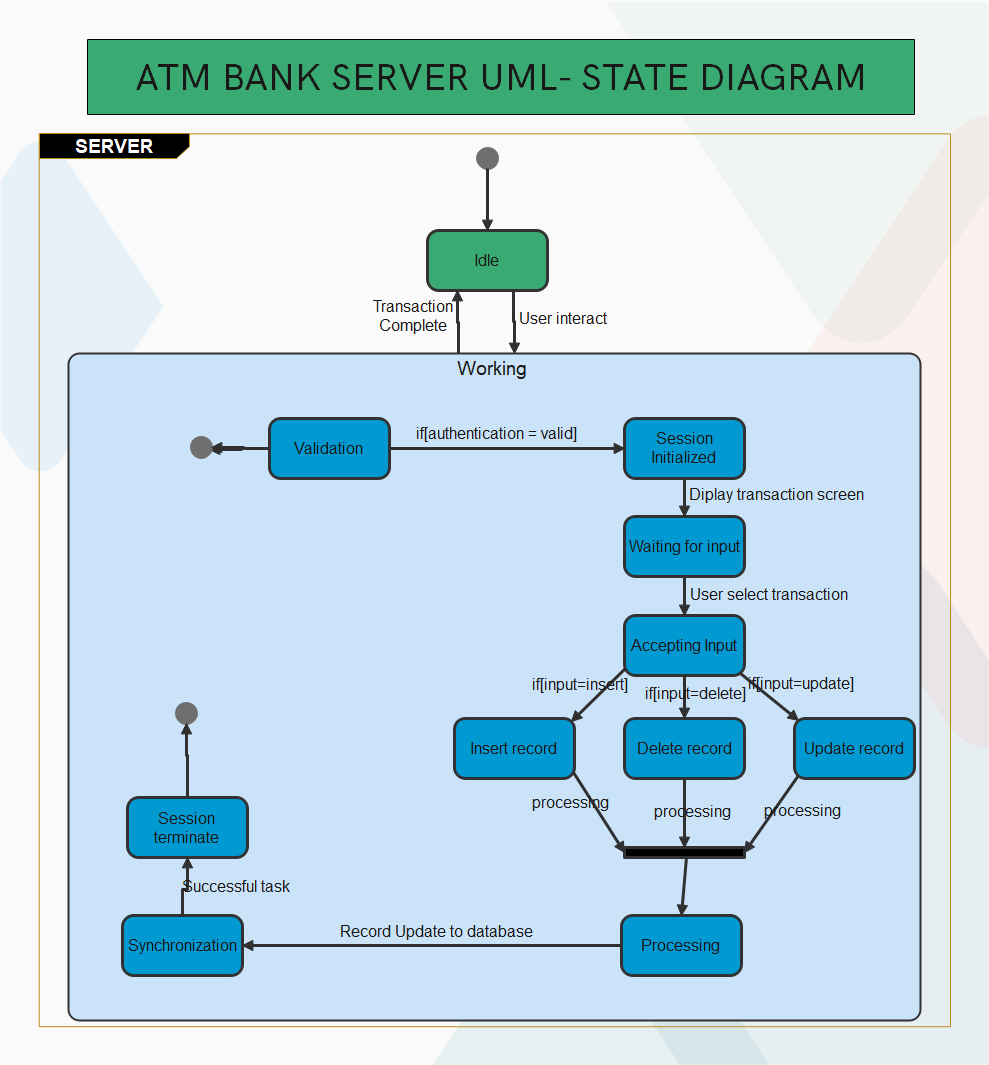 ATM BANK SERVER UML- STATE DIAGRAM
SERVER
Idle
Transaction
Complete
User interact
Working
Validation
if[authentication = valid]
Session
Initialized
Diplay transaction screen
Waiting for input
User select transaction
Accepting Input
if[input=insert]
if[input=delete]
if[input=update]
Insert record
Delete record
Update record
processing
processing
processing
Session
terminate
Successful task
Synchronization
Record Update to database
Processing